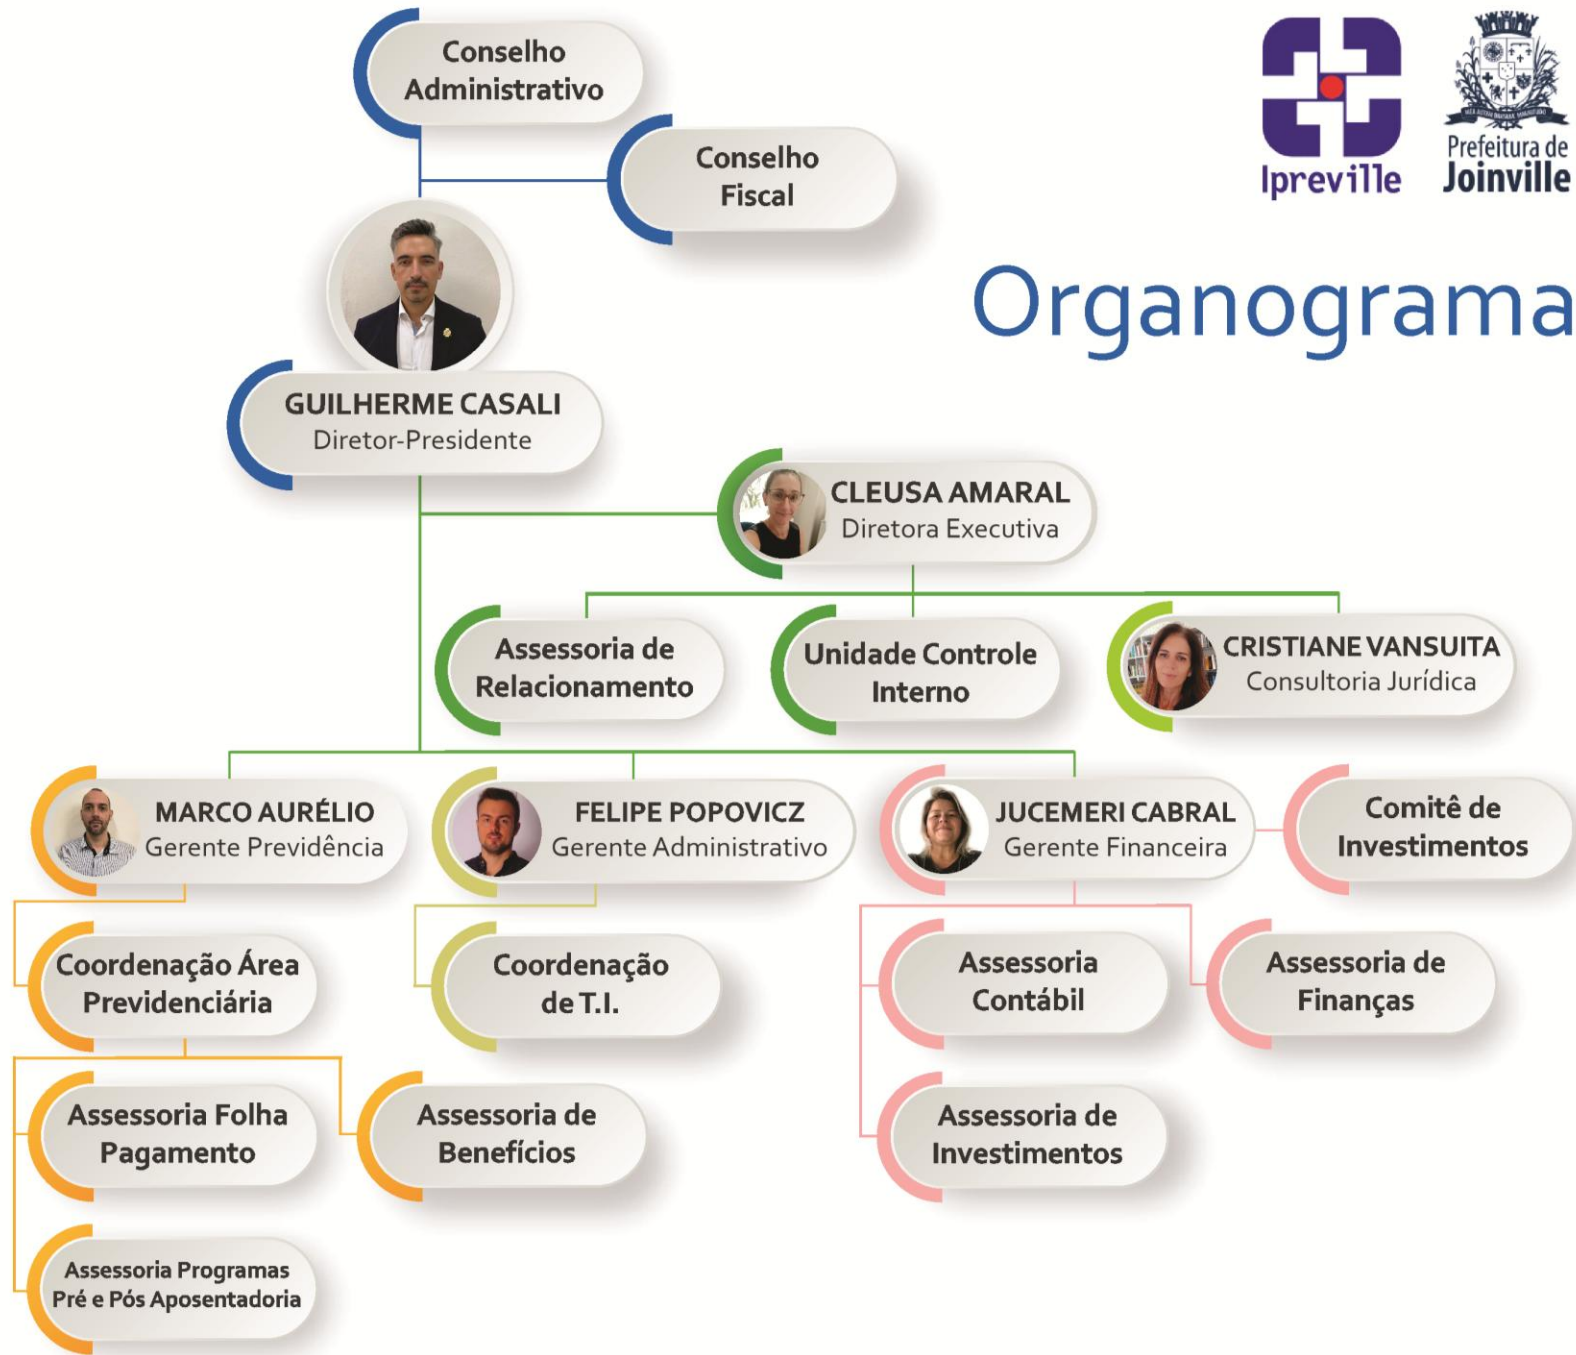 Conselho
Administrativo
Conselho
Fiscal
Ipreville
Prefeitura de
Joinville
Organograma
GUILHERME CASALI
Diretor-Presidente
CLEUSA AMARAL
Diretora Executiva
Assessoria de
Relacionamento
Unidade Controle
Interno
CRISTIANE VANSUITA
Consultoria Jurídica
MARCO AURÉLIO
Gerente Previdência
FELIPE POPOVICZ
Gerente Administrativo
JUCEMERI CABRAL
Gerente Financeira
Comitê de
Investimentos
Coordenação Área
Previdenciária
Coordenação
de T.I.
Assessoria
Contábil
Assessoria de
Finanças
Assessoria Folha
Pagamento
Assessoria de
Benefícios
Assessoria de
Investimentos
Assessoria Programas
Pré e Pós Aposentadoria